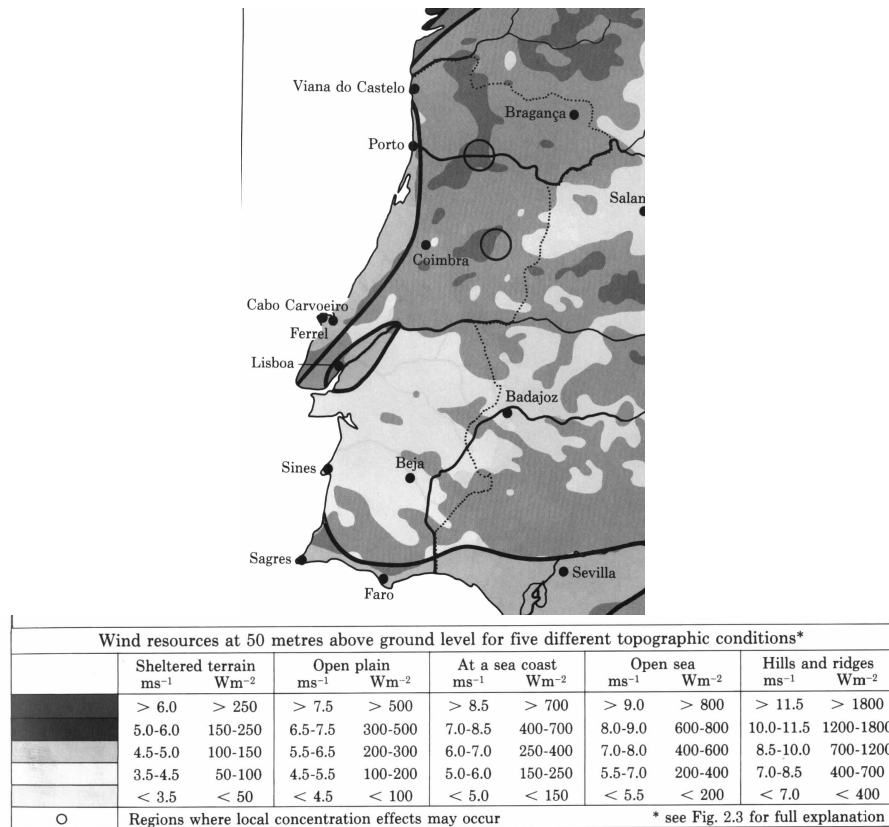 Viana do Castelo
Bragança
Porto
Salan
Coimbra
Cabo Carvoeiro
Ferrel
Lisboa
Badajoz
Sines
Beja
Sagres
Sevilla
Faro
Wind resources at 50 metres above ground level for five different topographic conditions*
Sheltered terrain Open plain At a sea coast Open sea Hills and ridges
ms⁻¹ Wm⁻² ms⁻¹ Wm⁻² ms⁻¹ Wm⁻² ms⁻¹ Wm⁻² ms⁻¹ Wm⁻²
> 6.0 > 250 > 7.5 > 500 > 8.5 > 700 > 9.0 > 800 > 11.5 > 1800
5.0-6.0 150-250 6.5-7.5 300-500 7.0-8.5 400-700 8.0-9.0 600-800 10.0-11.5 1200-1800
4.5-5.0 100-150 5.5-6.5 200-300 6.0-7.0 250-400 7.0-8.0 400-600 8.5-10.0 700-1200
3.5-4.5 50-100 4.5-5.5 100-200 5.0-6.0 150-250 5.5-7.0 200-400 7.0-8.5 400-700
< 3.5 < 50 < 4.5 < 100 < 5.0 < 150 < 5.5 < 200 < 7.0 < 400
Regions where local concentration effects may occur * see Fig. 2.3 for full explanation